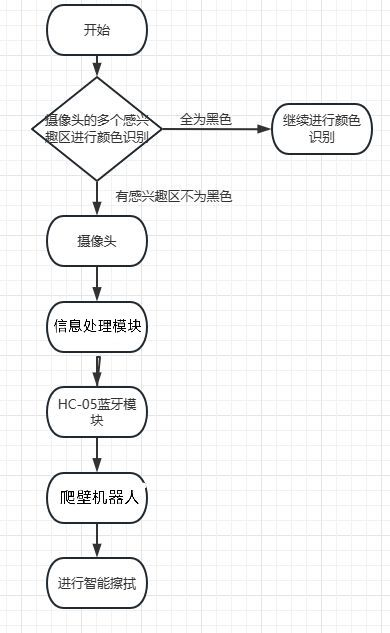 开始
摄像头的多个感兴
趣区进行颜色识别
全为黑色
继续进行颜色
识别
有感兴趣区不为黑色
摄像头
信息处理模块
HC-05蓝牙模
块
爬壁机器人
进行智能擦拭